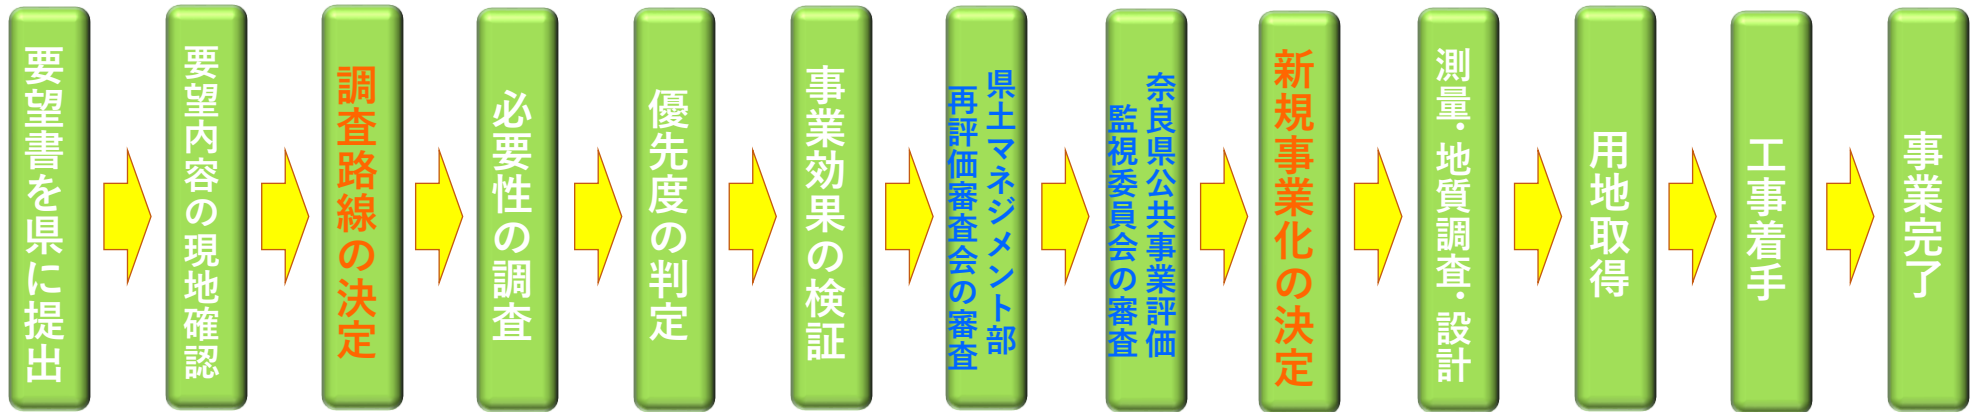 要望書を県に提出
要望内容の現地確認
調査路線の決定
必要性の調査
優先度の判定
事業効果の検証
県土マネジメント部
再評価審査会の審査
奈良県公共事業評価
監視委員会の審査
新規事業化の決定
測量・地質調査・設計
用地取得
工事着手
事業完了